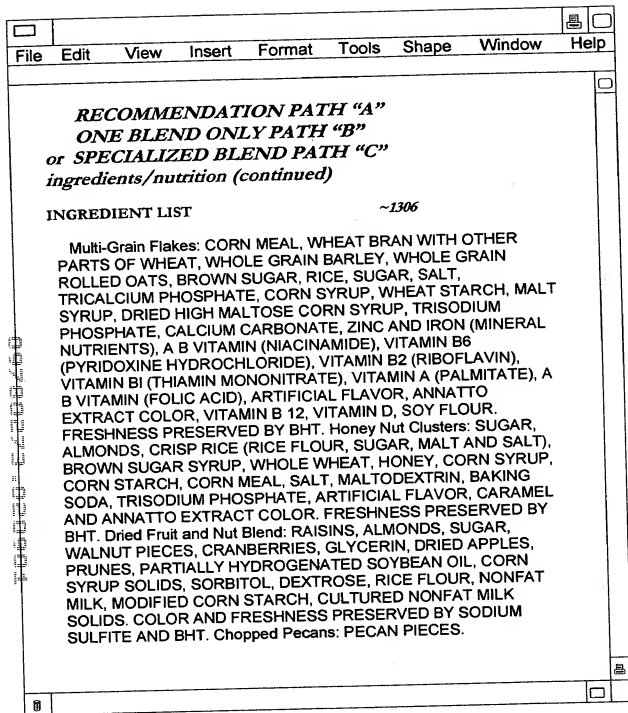 File Edit View Insert Format Tools Shape Window Help
RECOMMENDATION PATH “A”
ONE BLEND ONLY PATH “B”
or SPECIALIZED BLEND PATH “C”
ingredients/nutrition (continued)
INGREDIENT LIST ~1306
Multi-Grain Flakes: CORN MEAL, WHEAT BRAN WITH OTHER
PARTS OF WHEAT, WHOLE GRAIN BARLEY, WHOLE GRAIN
ROLLED OATS, BROWN SUGAR, RICE, SUGAR, SALT,
TRICALCIUM PHOSPHATE, CORN SYRUP, WHEAT STARCH, MALT
SYRUP, DRIED HIGH MALTOSE CORN SYRUP, TRISODIUM
PHOSPHATE, CALCIUM CARBONATE, ZINC AND IRON (MINERAL
NUTRIENTS), A B VITAMIN (NIACINAMIDE), VITAMIN B6
(PYRIDOXINE HYDROCHLORIDE), VITAMIN B2 (RIBOFLAVIN),
VITAMIN BI (THIAMIN MONONITRATE), VITAMIN A (PALMITATE), A
B VITAMIN (FOLIC ACID), ARTIFICIAL FLAVOR, ANNATTO
EXTRACT COLOR, VITAMIN B 12, VITAMIN D, SOY FLOUR.
FRESHNESS PRESERVED BY BHT. Honey Nut Clusters: SUGAR,
ALMONDS, CRISP RICE (RICE FLOUR, SUGAR, MALT AND SALT),
BROWN SUGAR SYRUP, WHOLE WHEAT, HONEY, CORN SYRUP,
CORN STARCH, CORN MEAL, SALT, MALTODEXTRIN, BAKING
SODA, TRISODIUM PHOSPHATE, ARTIFICIAL FLAVOR, CARAMEL
AND ANNATTO EXTRACT COLOR. FRESHNESS PRESERVED BY
BHT. Dried Fruit and Nut Blend: RAISINS, ALMONDS, SUGAR,
WALNUT PIECES, CRANBERRIES, GLYCERIN, DRIED APPLES,
PRUNES, PARTIALLY HYDROGENATED SOYBEAN OIL, CORN
SYRUP SOLIDS, SORBITOL, DEXTROSE, RICE FLOUR, NONFAT
MILK, MODIFIED CORN STARCH, CULTURED NONFAT MILK
SOLIDS. COLOR AND FRESHNESS PRESERVED BY SODIUM
SULFITE AND BHT. Chopped Pecans: PECAN PIECES.